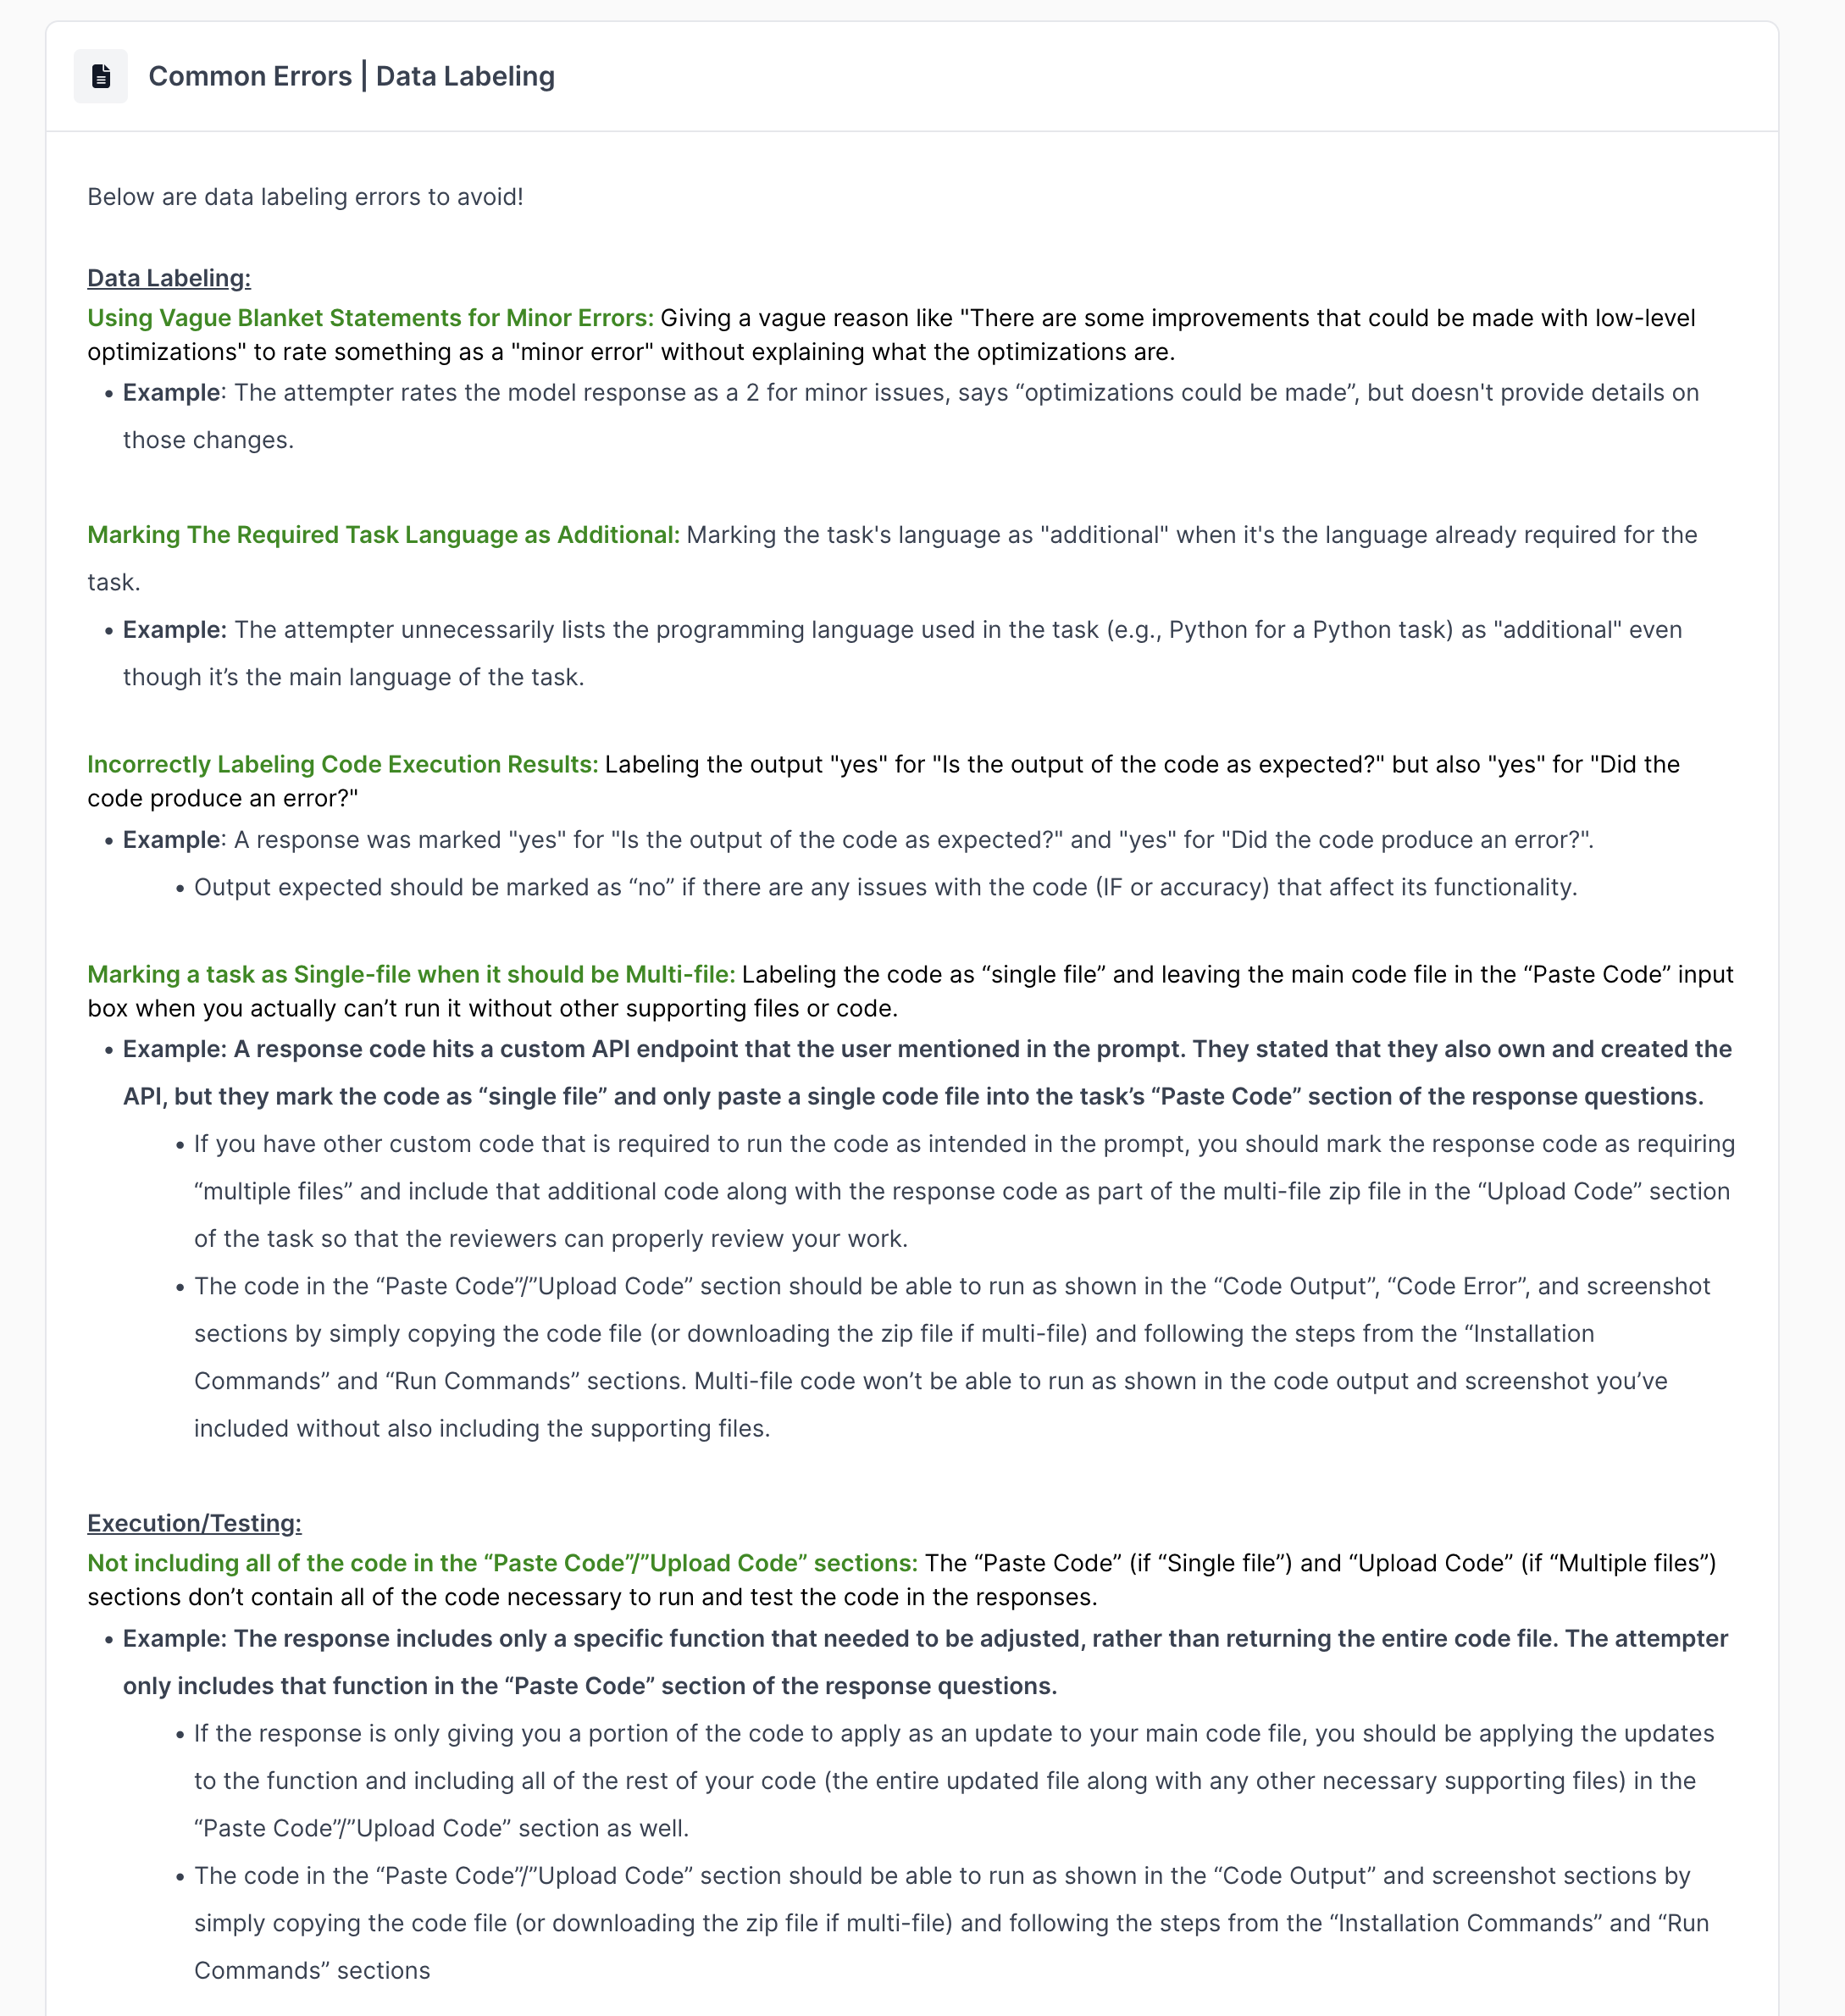 Common Errors | Data Labeling
Below are data labeling errors to avoid!
Data Labeling:
Using Vague Blanket Statements for Minor Errors: Giving a vague reason like "There are some improvements that could be made with low-level
optimizations" to rate something as a "minor error" without explaining what the optimizations are.
• Example: The attempter rates the model response as a 2 for minor issues, says “optimizations could be made”, but doesn't provide details on
those changes.
Marking The Required Task Language as Additional: Marking the task's language as "additional" when it's the language already required for the
task.
• Example: The attempter unnecessarily lists the programming language used in the task (e.g., Python for a Python task) as "additional" even
though it’s the main language of the task.
Incorrectly Labeling Code Execution Results: Labeling the output "yes" for "Is the output of the code as expected?" but also "yes" for "Did the
code produce an error?"
• Example: A response was marked "yes" for "Is the output of the code as expected?" and "yes" for "Did the code produce an error?".
• Output expected should be marked as “no” if there are any issues with the code (IF or accuracy) that affect its functionality.
Marking a task as Single-file when it should be Multi-file: Labeling the code as “single file” and leaving the main code file in the “Paste Code” input
box when you actually can’t run it without other supporting files or code.
• Example: A response code hits a custom API endpoint that the user mentioned in the prompt. They stated that they also own and created the
API, but they mark the code as “single file” and only paste a single code file into the task’s “Paste Code” section of the response questions.
• If you have other custom code that is required to run the code as intended in the prompt, you should mark the response code as requiring
“multiple files” and include that additional code along with the response code as part of the multi-file zip file in the “Upload Code” section
of the task so that the reviewers can properly review your work.
• The code in the “Paste Code”/”Upload Code” section should be able to run as shown in the “Code Output”, “Code Error”, and screenshot
sections by simply copying the code file (or downloading the zip file if multi-file) and following the steps from the “Installation
Commands” and “Run Commands” sections. Multi-file code won’t be able to run as shown in the code output and screenshot you’ve
included without also including the supporting files.
Execution/Testing:
Not including all of the code in the “Paste Code”/”Upload Code” sections: The “Paste Code” (if “Single file”) and “Upload Code” (if “Multiple files”)
sections don’t contain all of the code necessary to run and test the code in the responses.
• Example: The response includes only a specific function that needed to be adjusted, rather than returning the entire code file. The attempter
only includes that function in the “Paste Code” section of the response questions.
• If the response is only giving you a portion of the code to apply as an update to your main code file, you should be applying the updates
to the function and including all of the rest of your code (the entire updated file along with any other necessary supporting files) in the
“Paste Code”/”Upload Code” section as well.
• The code in the “Paste Code”/”Upload Code” section should be able to run as shown in the “Code Output” and screenshot sections by
simply copying the code file (or downloading the zip file if multi-file) and following the steps from the “Installation Commands” and “Run
Commands” sections